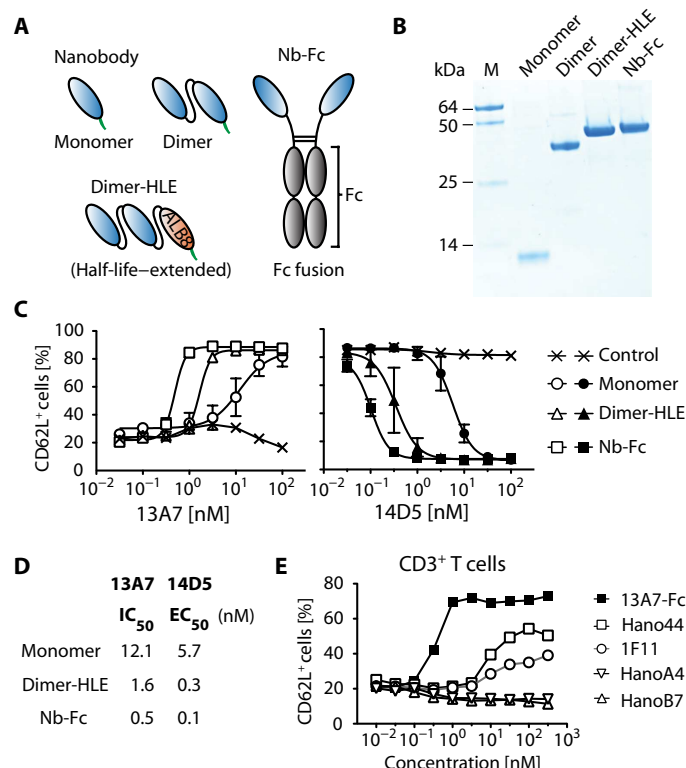 A
Nanobody
Nb-Fc
Monomer
Dimer
Dimer-HLE
ALB8
(Half-life–extended)
Fc
Fc fusion
B
kDa
M
Monomer
Dimer
Dimer-HLE
Nb-Fc
64
50
25
14
C
CD62L+ cells [%]
100
80
60
40
20
0
10−2 10−1 100 101 102
13A7 [nM]
10−2 10−1 100 101 102
14D5 [nM]
Control
Monomer
Dimer-HLE
Nb-Fc
D
13A7 14D5
IC50 EC50 (nM)
Monomer 12.1 5.7
Dimer-HLE 1.6 0.3
Nb-Fc 0.5 0.1
E
CD3+ T cells
CD62L+ cells [%]
80
60
40
20
0
10−2 10−1 100 101 102 103
Concentration [nM]
13A7-Fc
Hano44
1F11
HanoA4
HanoB7